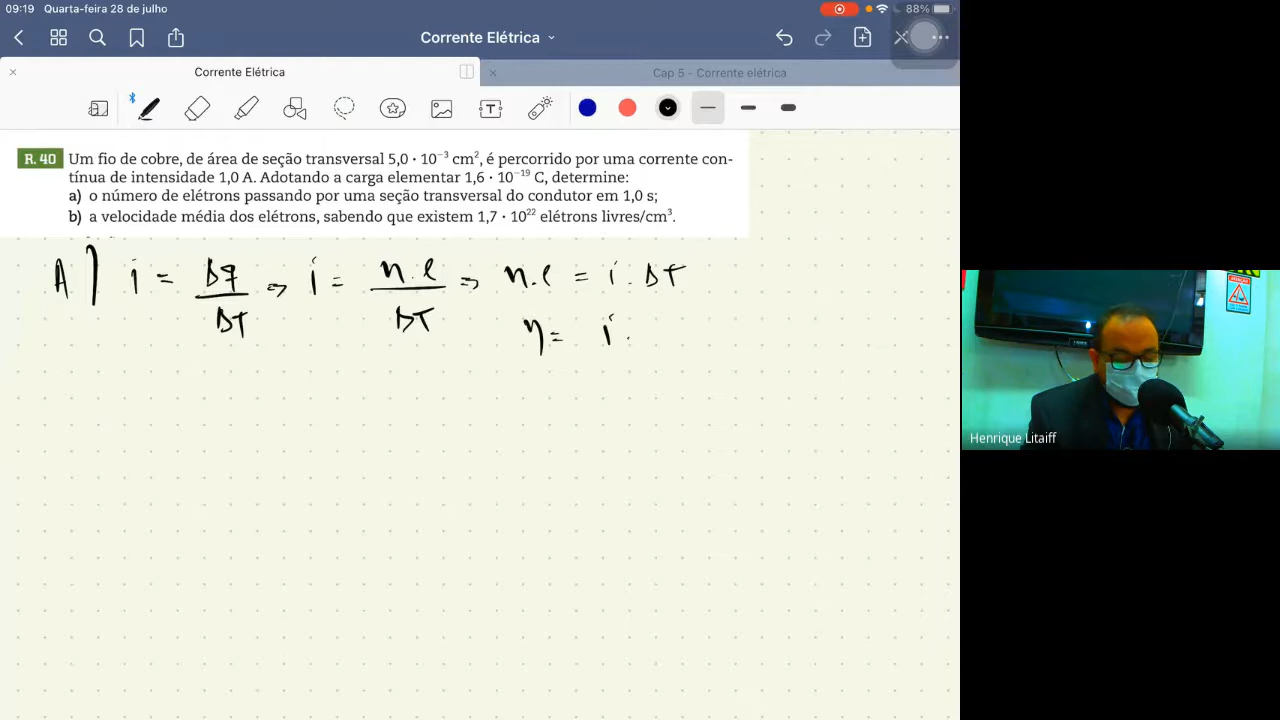 09:19 Quarta-feira 28 de julho 88%
Corrente Elétrica
Corrente Elétrica
Cap 5 - Corrente elétrica
R. 40 Um fio de cobre, de área de seção transversal 5,0 · 10⁻³ cm², é percorrido por uma corrente con-
tínua de intensidade 1,0 A. Adotando a carga elementar 1,6 · 10⁻¹⁹ C, determine:
a) o número de elétrons passando por uma seção transversal do condutor em 1,0 s;
b) a velocidade média dos elétrons, sabendo que existem 1,7 · 10²² elétrons livres/cm³.
A) i = Δq/ΔT ⇒ i = n.e/ΔT ⇒ n.e = i . ΔT
n = i .
Henrique Litaiff